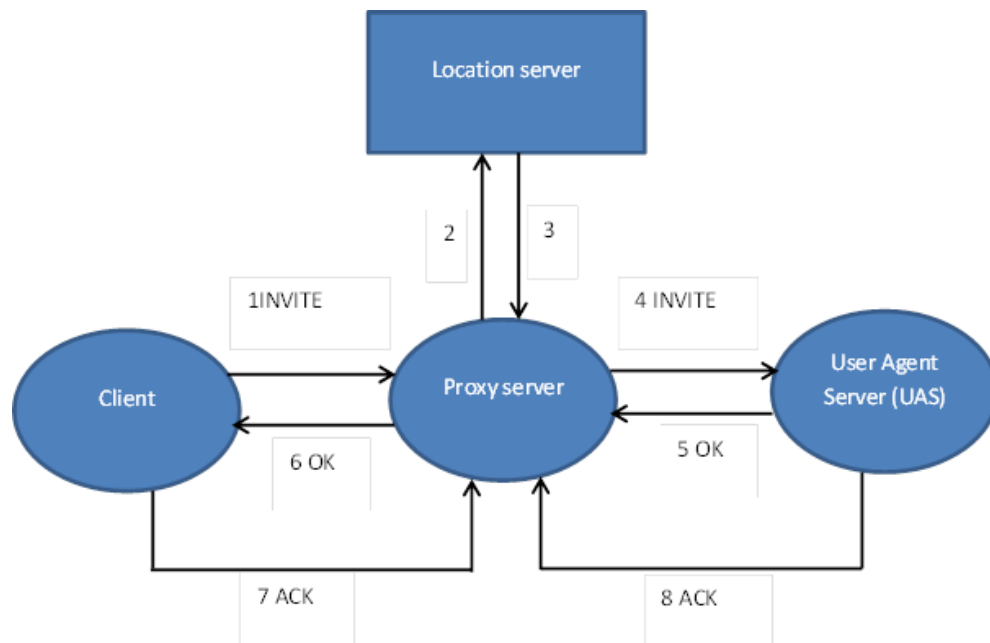 Location server
2
3
1INVITE
4 INVITE
Client
Proxy server
User Agent
Server (UAS)
6 OK
5 OK
7 ACK
8 ACK